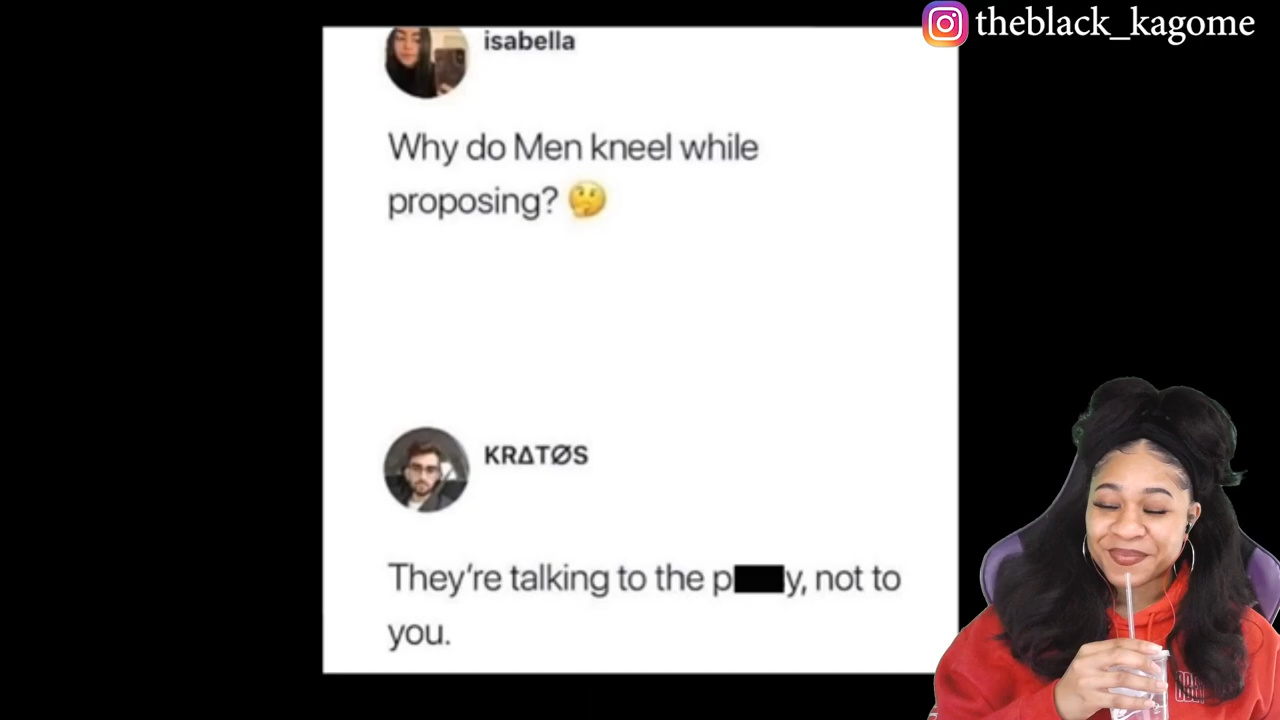 theblack_kagome
isabella
Why do Men kneel while
proposing? 🤔
KRΔTØS
They're talking to the p y, not to
you.